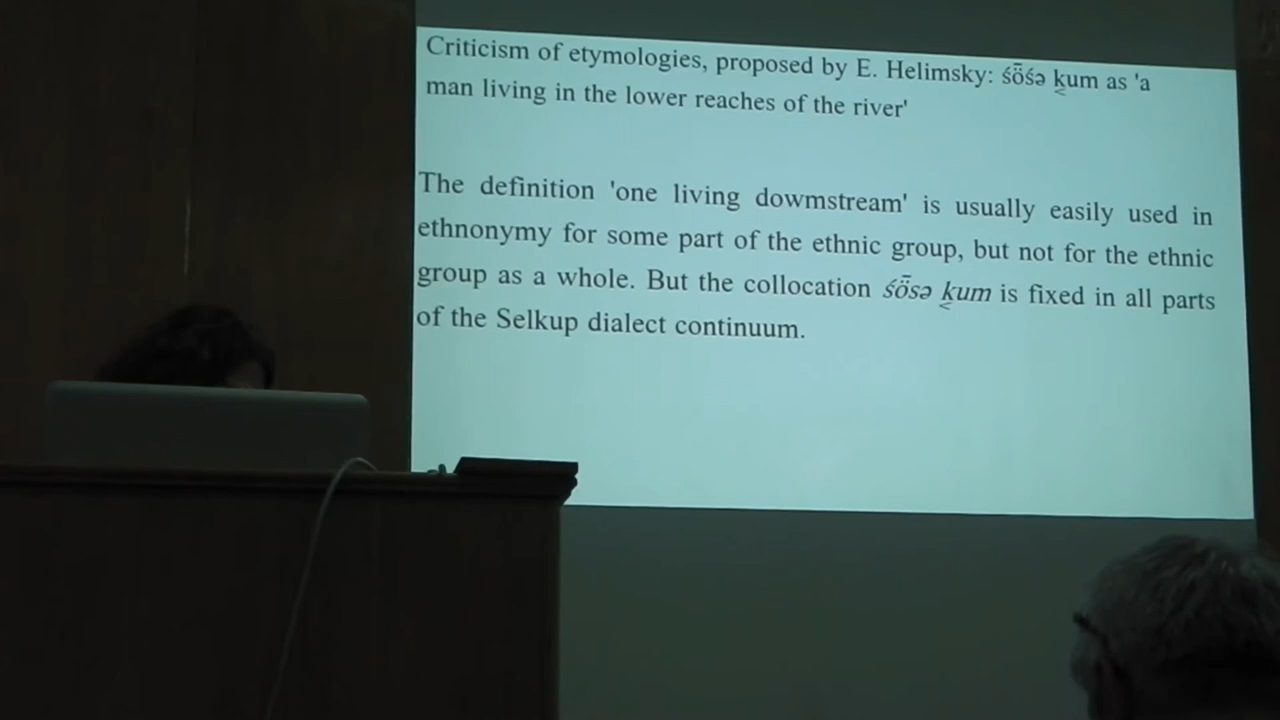 Criticism of etymologies, proposed by E. Helimsky: śȫśə ḵ̬um as 'a
man living in the lower reaches of the river'
The definition 'one living dowmstream' is usually easily used in
ethnonymy for some part of the ethnic group, but not for the ethnic
group as a whole. But the collocation śȫsə ḵ̬um is fixed in all parts
of the Selkup dialect continuum.